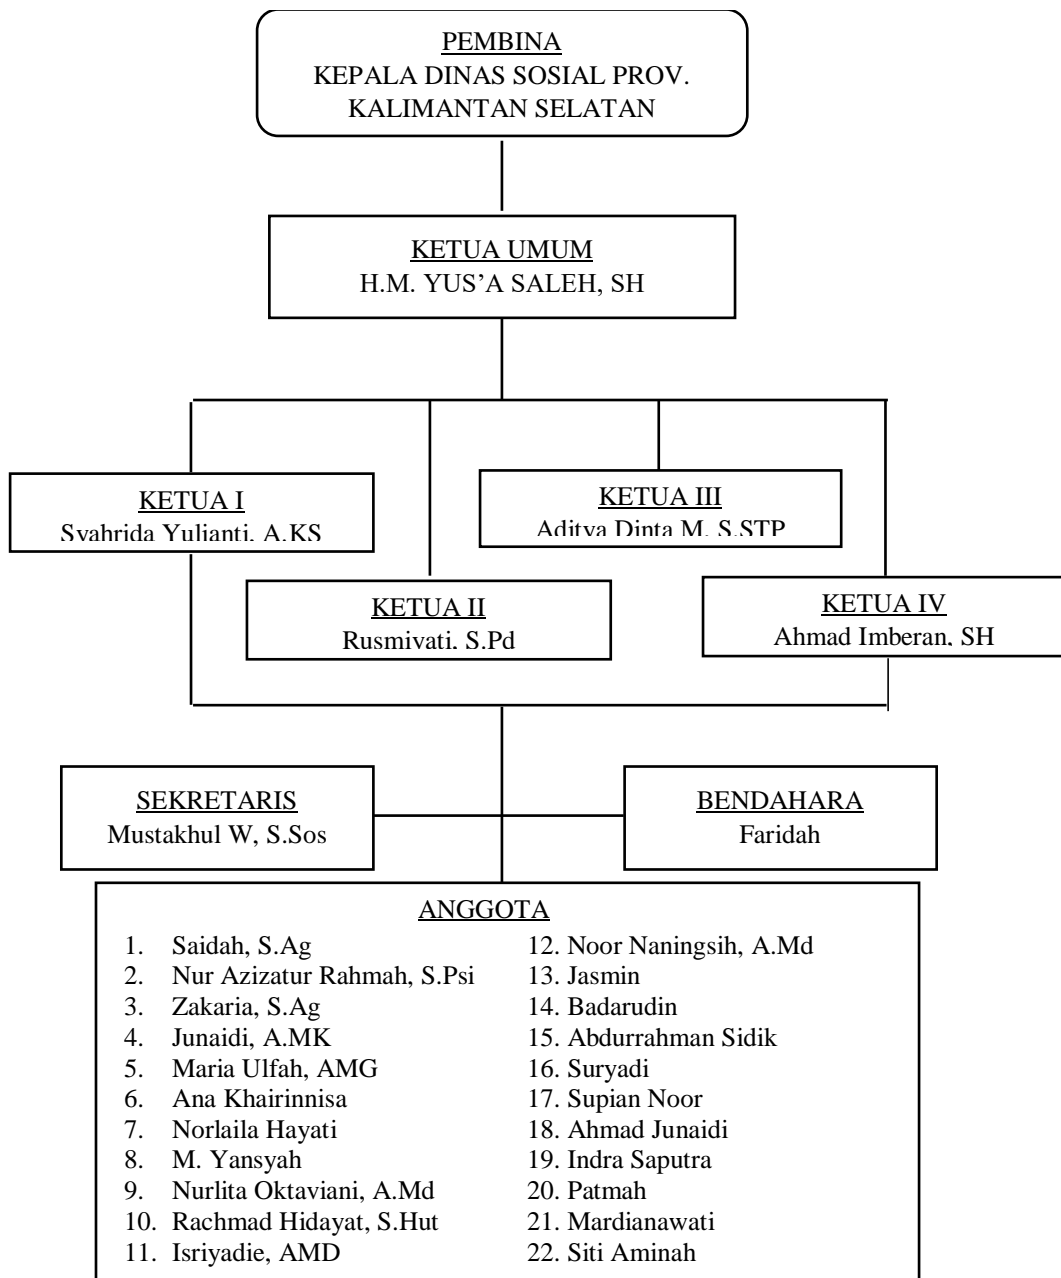 PEMBINA
KEPALA DINAS SOSIAL PROV.
KALIMANTAN SELATAN
KETUA UMUM
H.M. YUS’A SALEH, SH
KETUA I
Syahrida Yulianti, A.KS
KETUA III
Aditya Dinta M, S.STP
KETUA II
Rusmiyati, S.Pd
KETUA IV
Ahmad Imberan, SH
SEKRETARIS
Mustakhul W, S.Sos
BENDAHARA
Faridah
ANGGOTA
1. Saidah, S.Ag
2. Nur Azizatur Rahmah, S.Psi
3. Zakaria, S.Ag
4. Junaidi, A.MK
5. Maria Ulfah, AMG
6. Ana Khairinnisa
7. Norlaila Hayati
8. M. Yansyah
9. Nurlita Oktaviani, A.Md
10. Rachmad Hidayat, S.Hut
11. Isriyadie, AMD
12. Noor Naningsih, A.Md
13. Jasmin
14. Badarudin
15. Abdurrahman Sidik
16. Suryadi
17. Supian Noor
18. Ahmad Junaidi
19. Indra Saputra
20. Patmah
21. Mardianawati
22. Siti Aminah